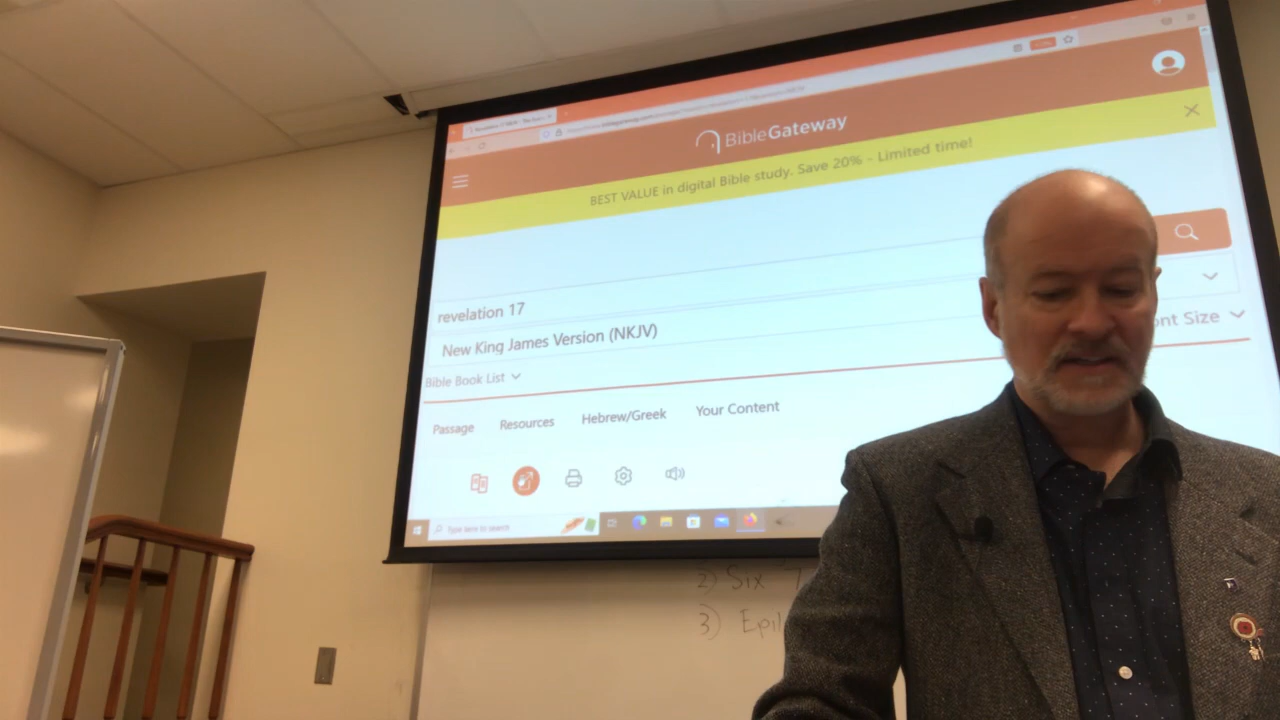 BibleGateway
BEST VALUE in digital Bible study. Save 20% - Limited time!
revelation 17
New King James Version (NKJV)
Bible Book List
ont Size
Passage Resources Hebrew/Greek Your Content
Type here to search
2) Six "7
3) Epil